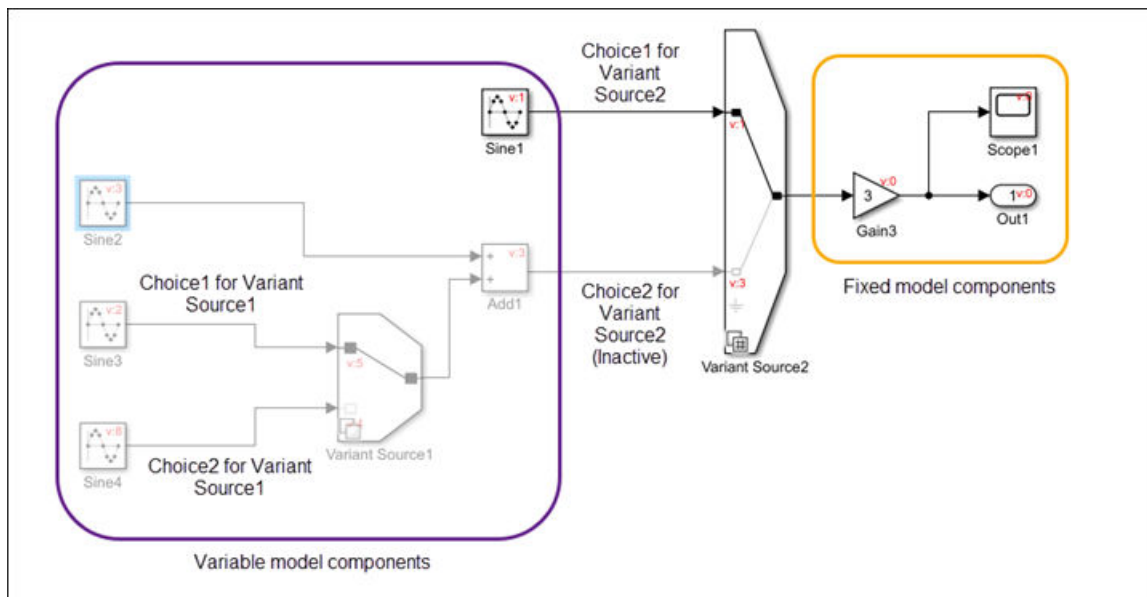 Choice1 for
Variant
Source2
v:1
Sine1
v:1
v:0
Scope1
v:3
Sine2
3
v:0
Gain3
1
v:0
Out1
+
+
v:3
Add1
Choice1 for Variant
Source1
v:2
Sine3
v:5
Variant Source1
Choice2 for
Variant
Source2
(Inactive)
v:3
Variant Source2
Fixed model components
Sine4
Choice2 for Variant
Source1
Variable model components